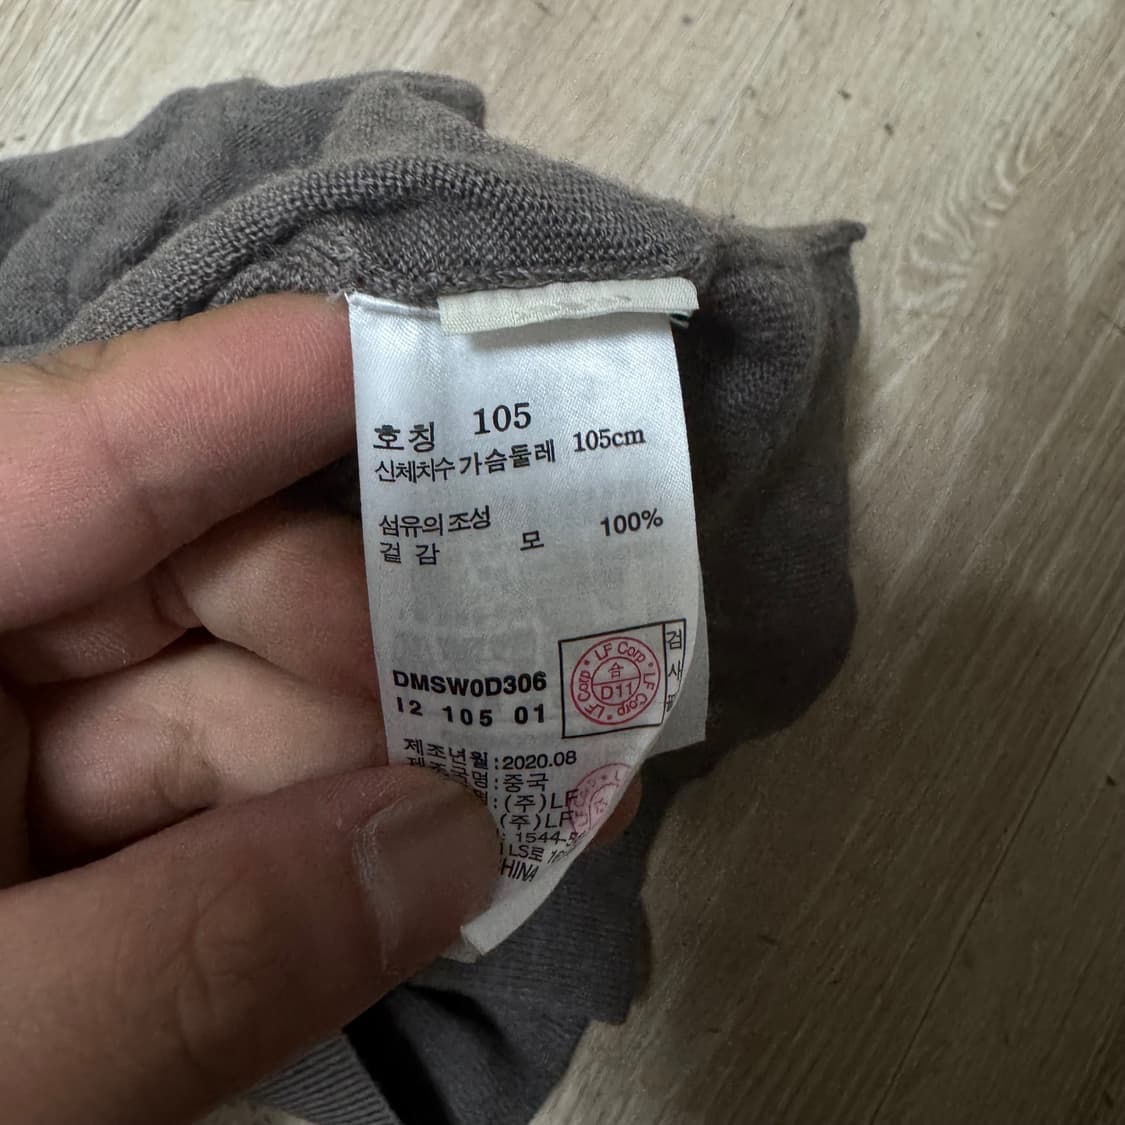 호칭 105
신체치수 가슴둘레 105cm
섬유의 조성
겉 감 모 100%
DMSW0D306
12 105 01
검
사
LF Corp * LF Corp * LF Corp *
合
D11
제조년월:2020.08
제조국명:중국
:(주)LF
(주)LF
1544-
LS로
CHINA